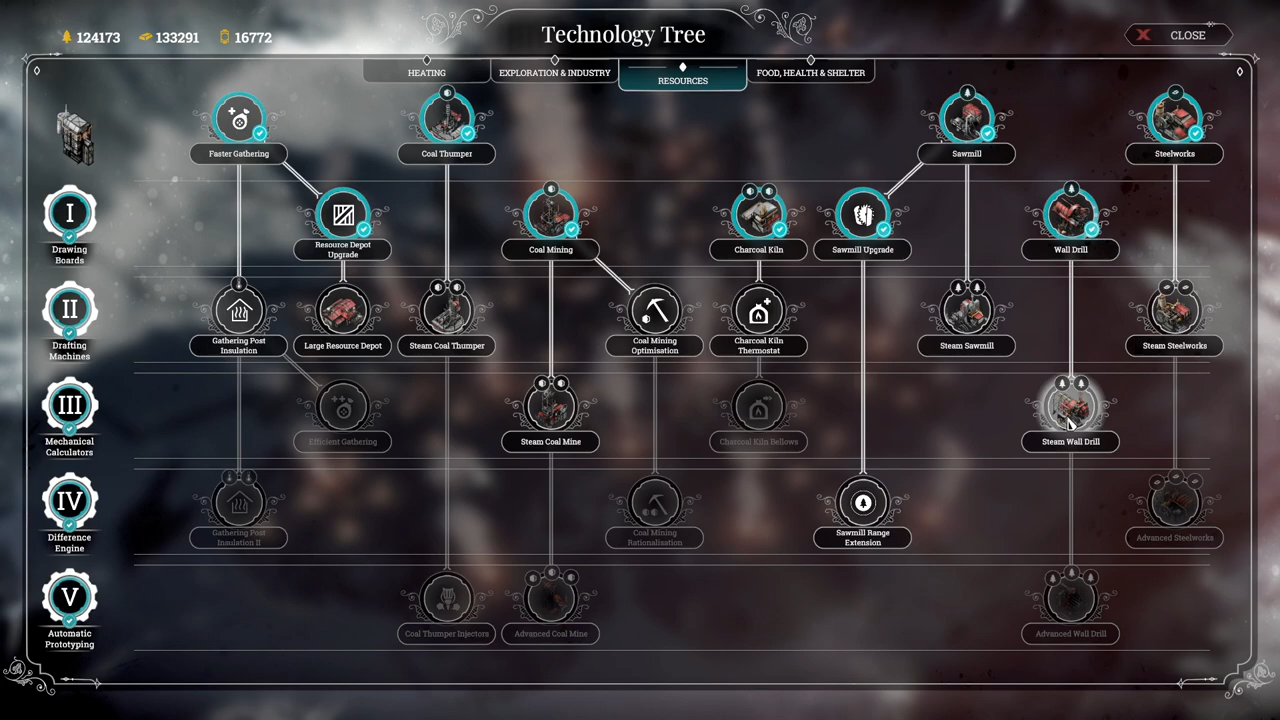 124173 133291 16772
Technology Tree
CLOSE
HEATING
EXPLORATION & INDUSTRY
RESOURCES
FOOD, HEALTH & SHELTER
Faster Gathering
Coal Thumper
Sawmill
Steelworks
I
Drawing
Boards
Resource Depot
Upgrade
Coal Mining
Charcoal Kiln
Sawmill Upgrade
Wall Drill
II
Drafting
Machines
Gathering Post
Insulation
Large Resource Depot
Steam Coal Thumper
Coal Mining
Optimisation
Charcoal Kiln
Thermostat
Steam Sawmill
Steam Steelworks
III
Mechanical
Calculators
Efficient Gathering
Steam Coal Mine
Charcoal Kiln Bellows
Steam Wall Drill
IV
Difference
Engine
Gathering Post
Insulation II
Coal Mining
Rationalisation
Sawmill Range
Extension
Advanced Steelworks
V
Automatic
Prototyping
Coal Thumper Injectors
Advanced Coal Mine
Advanced Wall Drill